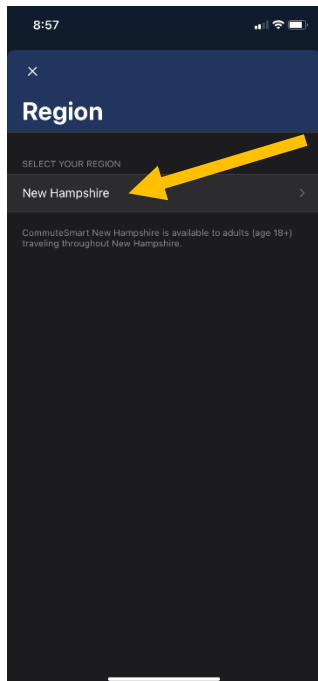 8:57
×
Region
SELECT YOUR REGION
New Hampshire
CommuteSmart New Hampshire is available to adults (age 18+)
traveling throughout New Hampshire.